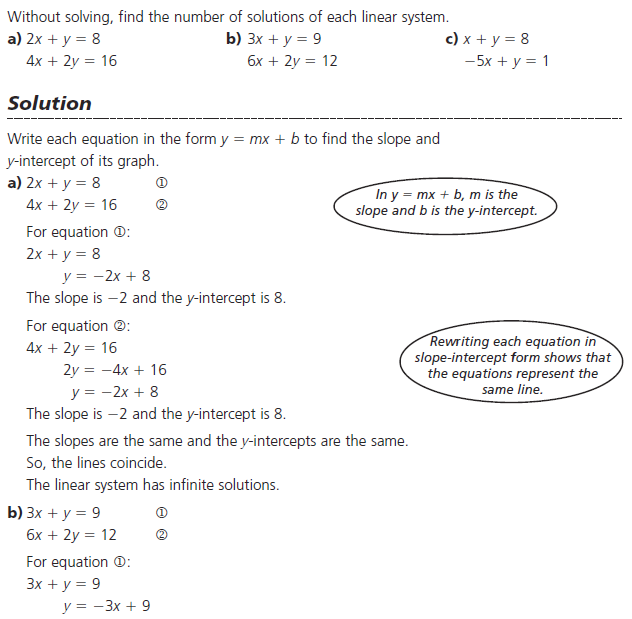 Without solving, find the number of solutions of each linear system.
a) 2x + y = 8 b) 3x + y = 9 c) x + y = 8
4x + 2y = 16 6x + 2y = 12 −5x + y = 1
Solution
Write each equation in the form y = mx + b to find the slope and
y-intercept of its graph.
a) 2x + y = 8 ①
4x + 2y = 16 ②
In y = mx + b, m is the
slope and b is the y-intercept.
For equation ①:
2x + y = 8
y = −2x + 8
The slope is −2 and the y-intercept is 8.
For equation ②:
4x + 2y = 16
2y = −4x + 16
y = −2x + 8
Rewriting each equation in
slope-intercept form shows that
the equations represent the
same line.
The slope is −2 and the y-intercept is 8.
The slopes are the same and the y-intercepts are the same.
So, the lines coincide.
The linear system has infinite solutions.
b) 3x + y = 9 ①
6x + 2y = 12 ②
For equation ①:
3x + y = 9
y = −3x + 9